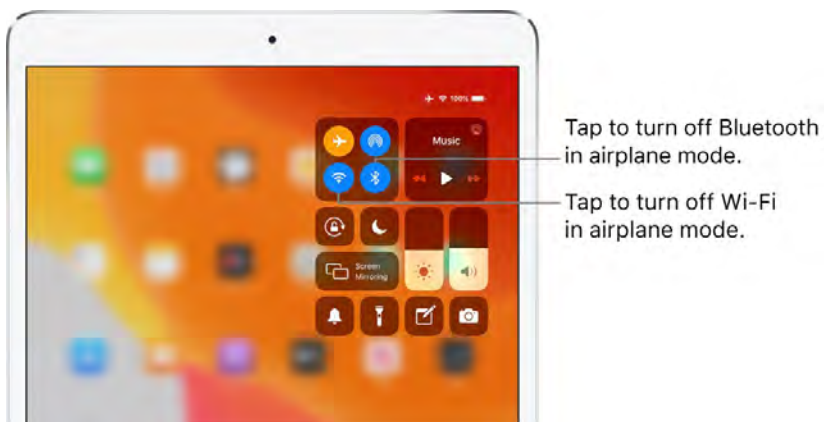 100%
Music
Tap to turn off Bluetooth
in airplane mode.
Tap to turn off Wi-Fi
in airplane mode.
Screen
Mirroring